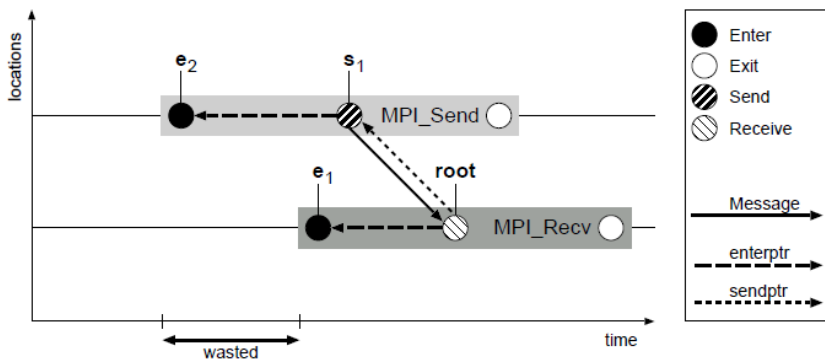 locations
e2
s1
MPI_Send
e1
root
MPI_Recv
wasted
time
Enter
Exit
Send
Receive
Message
enterptr
sendptr